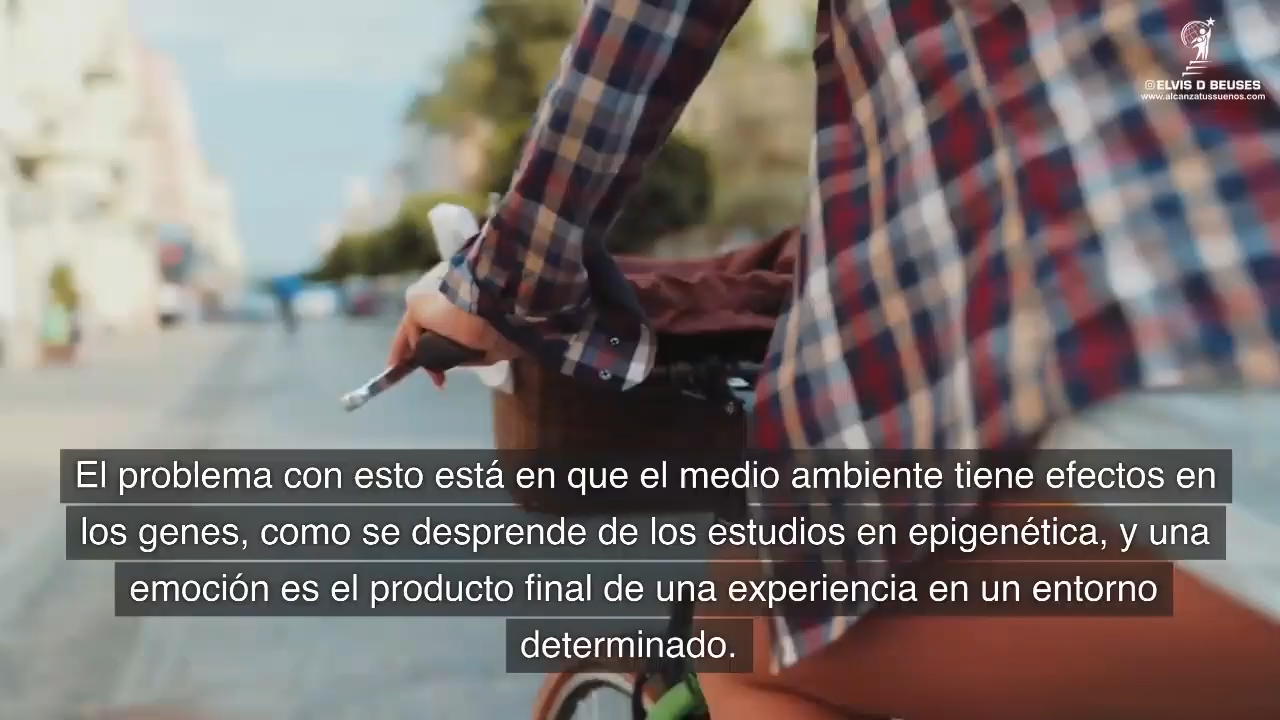 ELVIS D BEUSES
www.alcanzatussuenos.com
El problema con esto está en que el medio ambiente tiene efectos en
los genes, como se desprende de los estudios en epigenética, y una
emoción es el producto final de una experiencia en un entorno
determinado.